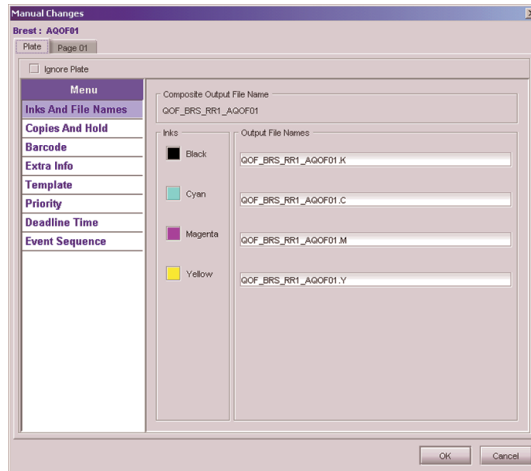 Manual Changes
Brest : AQOF01
Plate Page 01
Ignore Plate
Menu
Inks And File Names
Copies And Hold
Barcode
Extra Info
Template
Priority
Deadline Time
Event Sequence
Composite Output File Name
QOF_BRS_RR1_AQOF01
Inks Output File Names
Black QOF_BRS_RR1_AQOF01.K
Cyan QOF_BRS_RR1_AQOF01.C
Magenta QOF_BRS_RR1_AQOF01.M
Yellow QOF_BRS_RR1_AQOF01.Y
OK Cancel